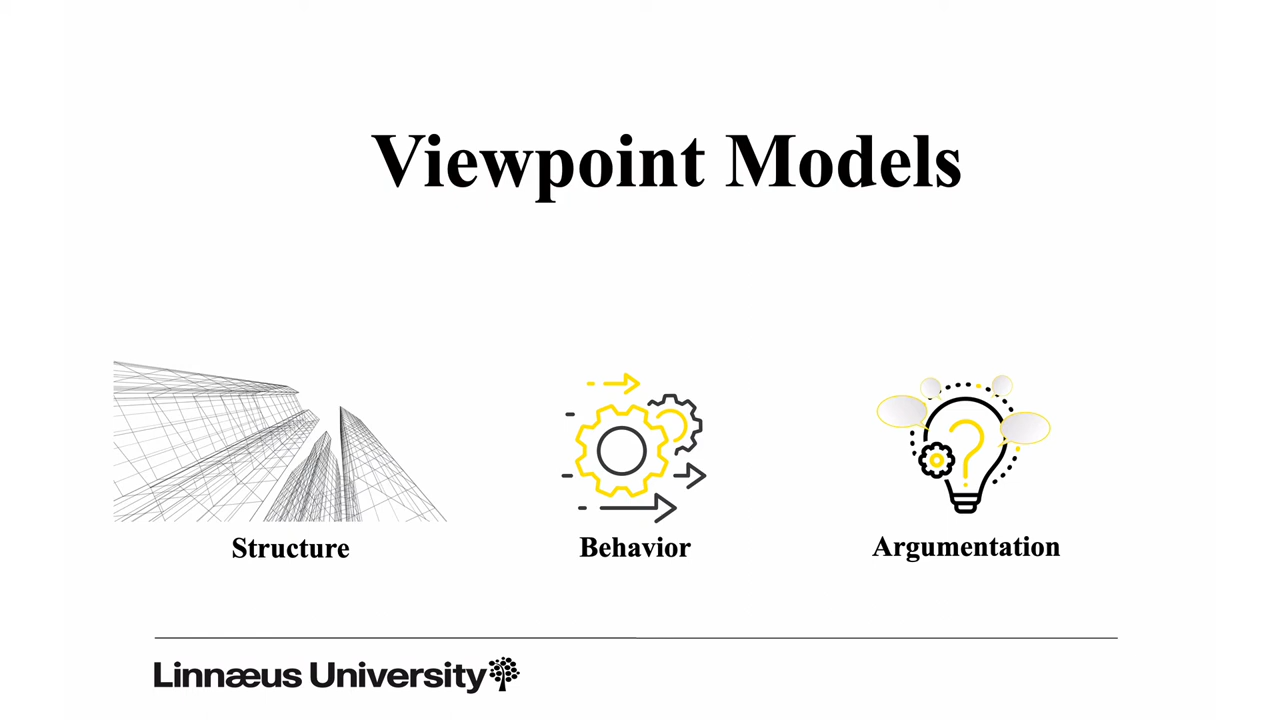 Viewpoint Models
Structure
Behavior
Argumentation
Linnæus University